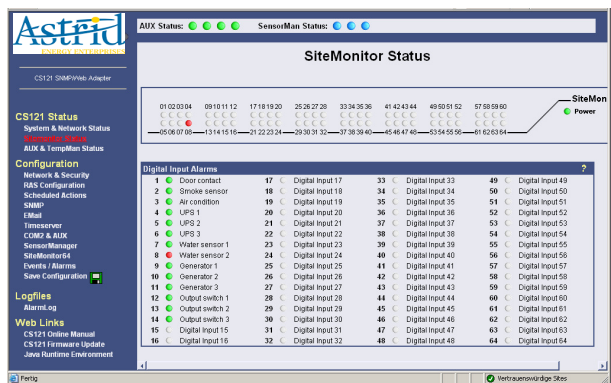 Astrid
ENERGY ENTERPRISES
CS121 SNMP/Web Adapter
CS121 Status
System & Network Status
AUX & TempMan Status
Configuration
Network & Security
RAS Configuration
Scheduled Actions
SNMP
EMail
Timeserver
COM2 & AUX
SensorManager
SiteMonitor64
Events / Alarms
Save Configuration
Logfiles
AlarmLog
Web Links
CS121 Online Manual
CS121 Firmware Update
Java Runtime Environment
AUX Status: SensorMan Status:
SiteMonitor Status
SiteMon
Power
01 02 03 04 09 10 11 12 17 18 19 20 25 26 27 28 33 34 35 36 41 42 43 44 49 50 51 52 57 58 59 60
05 06 07 08 13 14 15 16 21 22 23 24 29 30 31 32 37 38 39 40 45 46 47 48 53 54 55 56 61 62 63 64
Digital Input Alarms ?
1 Door contact 17 Digital Input 17 33 Digital Input 33 49 Digital Input 49
2 Smoke sensor 18 Digital Input 18 34 Digital Input 34 50 Digital Input 50
3 Air condition 19 Digital Input 19 35 Digital Input 35 51 Digital Input 51
4 UPS 1 20 Digital Input 20 36 Digital Input 36 52 Digital Input 52
5 UPS 2 21 Digital Input 21 37 Digital Input 37 53 Digital Input 53
6 UPS 3 22 Digital Input 22 38 Digital Input 38 54 Digital Input 54
7 Water sensor 1 23 Digital Input 23 39 Digital Input 39 55 Digital Input 55
8 Water sensor 2 24 Digital Input 24 40 Digital Input 40 56 Digital Input 56
9 Generator 1 25 Digital Input 25 41 Digital Input 41 57 Digital Input 57
10 Generator 2 26 Digital Input 26 42 Digital Input 42 58 Digital Input 58
11 Generator 3 27 Digital Input 27 43 Digital Input 43 59 Digital Input 59
12 Output switch 1 28 Digital Input 28 44 Digital Input 44 60 Digital Input 60
13 Output switch 2 29 Digital Input 29 45 Digital Input 45 61 Digital Input 61
14 Output switch 3 30 Digital Input 30 46 Digital Input 46 62 Digital Input 62
15 Digital Input 15 31 Digital Input 31 47 Digital Input 47 63 Digital Input 63
16 Digital Input 16 32 Digital Input 32 48 Digital Input 48 64 Digital Input 64
Fertig Vertrauenswürdige Sites